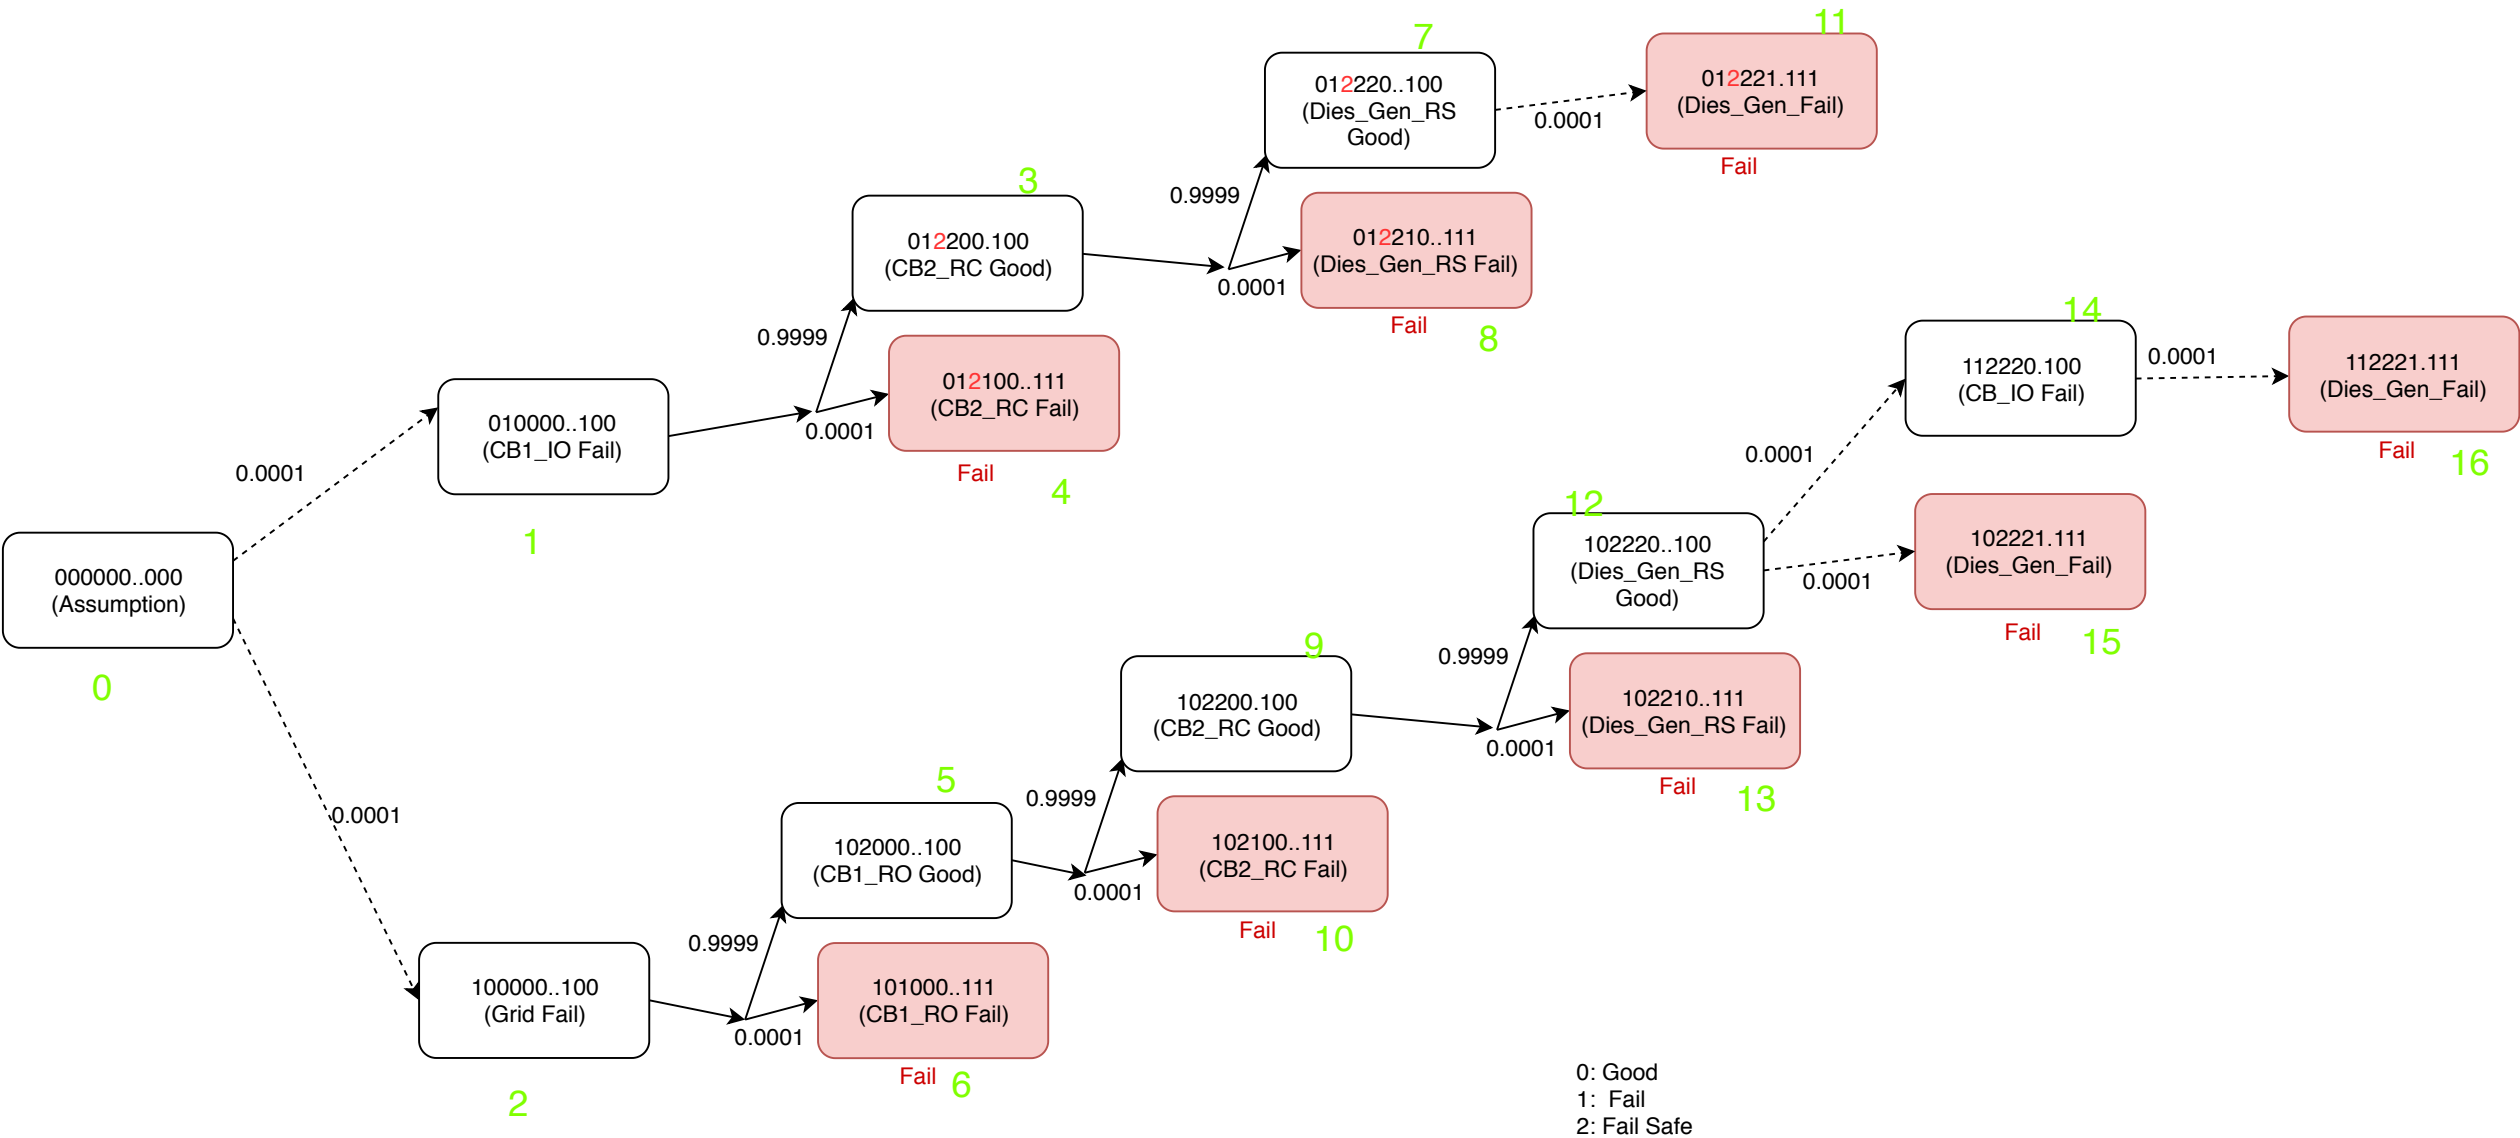 11
7
012220..100
(Dies_Gen_RS
Good)
012221.111
(Dies_Gen_Fail)
0.0001
Fail
3
0.9999
012200.100
(CB2_RC Good)
012210..111
(Dies_Gen_RS Fail)
0.0001
Fail
8
0.9999
012100..111
(CB2_RC Fail)
0.0001
Fail
4
14
112220.100
(CB_IO Fail)
0.0001
112221.111
(Dies_Gen_Fail)
Fail
16
010000..100
(CB1_IO Fail)
0.0001
1
0.0001
12
102220..100
(Dies_Gen_RS
Good)
102221.111
(Dies_Gen_Fail)
0.0001
Fail
15
000000..000
(Assumption)
0
9
0.9999
102200.100
(CB2_RC Good)
102210..111
(Dies_Gen_RS Fail)
0.0001
Fail
13
5
0.9999
0.0001
102000..100
(CB1_RO Good)
102100..111
(CB2_RC Fail)
0.0001
Fail
10
0.9999
100000..100
(Grid Fail)
101000..111
(CB1_RO Fail)
0.0001
Fail
6
2
0: Good
1: Fail
2: Fail Safe